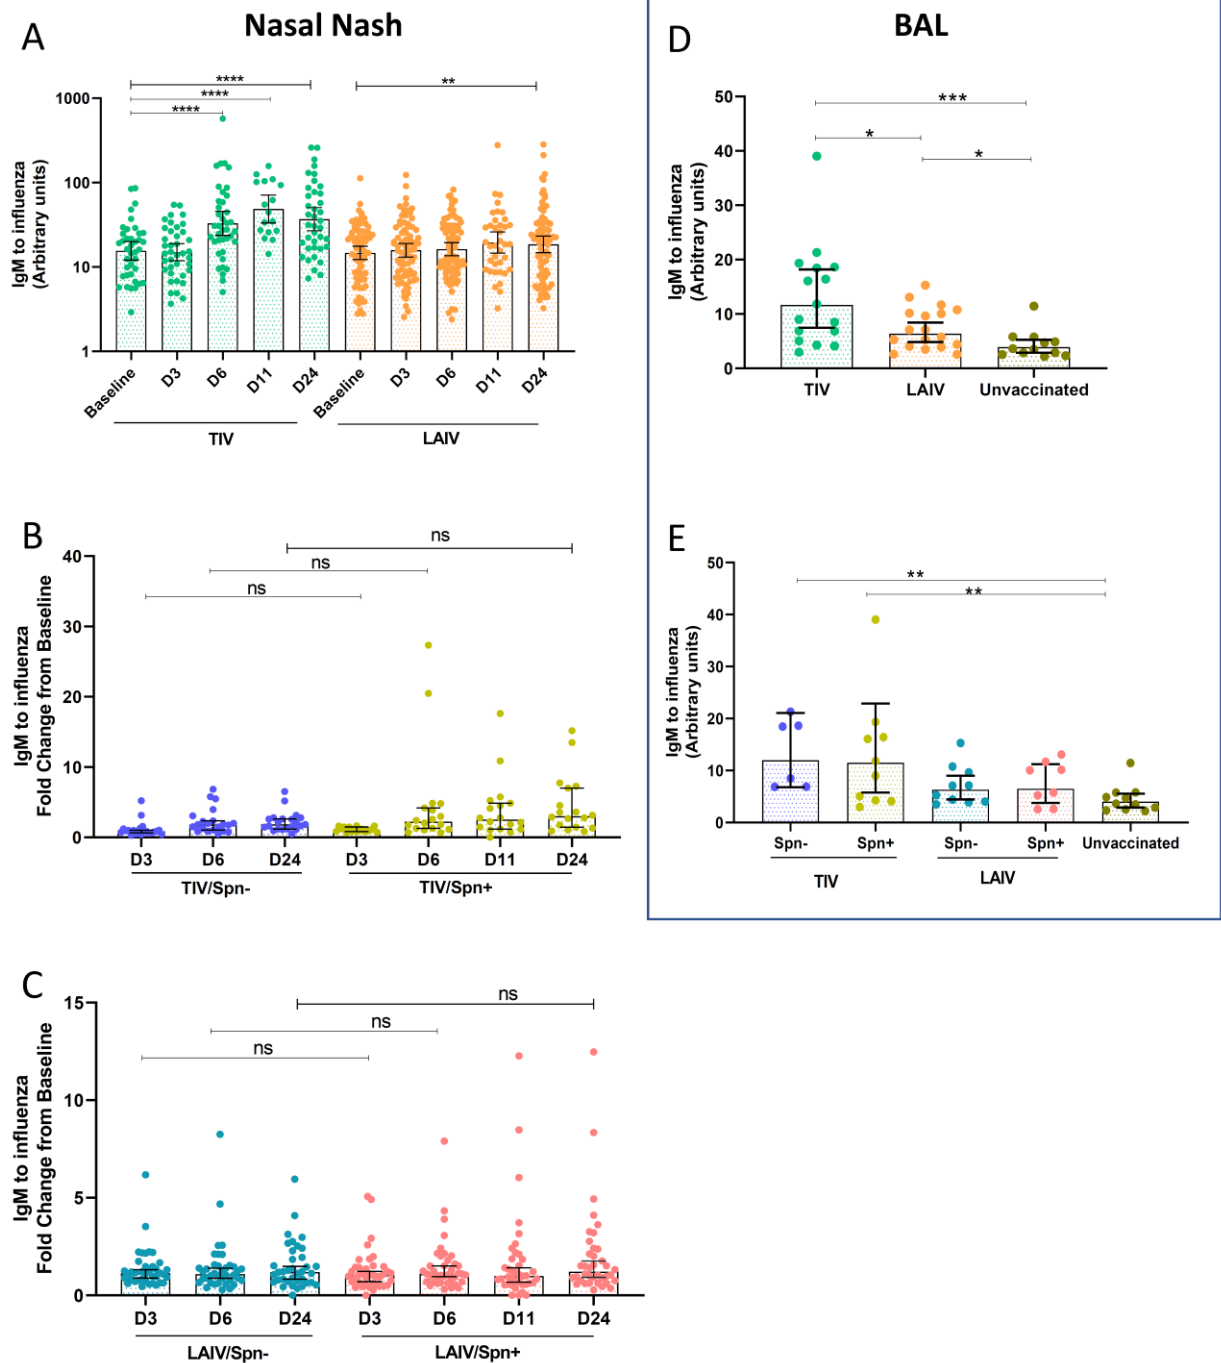 A
Nasal Nash
IgM to influenza
(Arbitrary units)
1000
100
10
1
****
****
****
**
Baseline
D3
D6
D11
D24
Baseline
D3
D6
D11
D24
TIV
LAIV
B
IgM to influenza
Fold Change from Baseline
40
30
20
10
0
ns
ns
ns
D3
D6
D24
D3
D6
D11
D24
TIV/Spn-
TIV/Spn+
C
IgM to influenza
Fold Change from Baseline
15
10
5
0
ns
ns
ns
D3
D6
D24
D3
D6
D11
D24
LAIV/Spn-
LAIV/Spn+
D
BAL
IgM to influenza
(Arbitrary units)
50
40
30
20
10
0
***
*
*
TIV
LAIV
Unvaccinated
E
IgM to influenza
(Arbitrary units)
50
40
30
20
10
0
**
**
Spn-
Spn+
Spn-
Spn+
Unvaccinated
TIV
LAIV